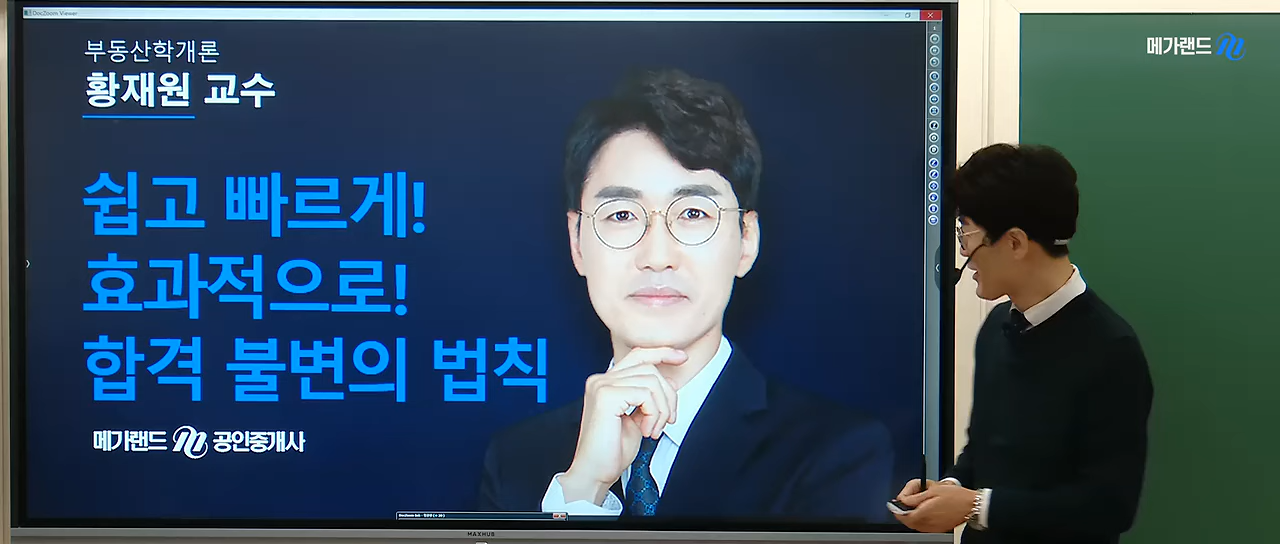 DocZoom Viewer
부동산학개론
황재원 교수
쉽고 빠르게!
효과적으로!
합격 불변의 법칙
메가랜드 공인중개사
메가랜드
MAXHUB